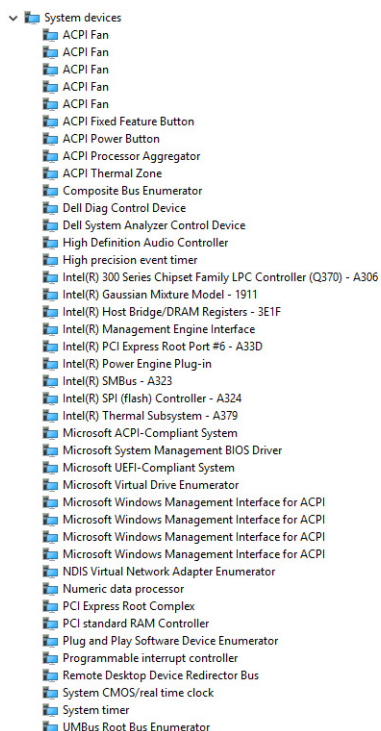 System devices
ACPI Fan
ACPI Fan
ACPI Fan
ACPI Fan
ACPI Fan
ACPI Fixed Feature Button
ACPI Power Button
ACPI Processor Aggregator
ACPI Thermal Zone
Composite Bus Enumerator
Dell Diag Control Device
Dell System Analyzer Control Device
High Definition Audio Controller
High precision event timer
Intel(R) 300 Series Chipset Family LPC Controller (Q370) - A306
Intel(R) Gaussian Mixture Model - 1911
Intel(R) Host Bridge/DRAM Registers - 3E1F
Intel(R) Management Engine Interface
Intel(R) PCI Express Root Port #6 - A33D
Intel(R) Power Engine Plug-in
Intel(R) SMBus - A323
Intel(R) SPI (flash) Controller - A324
Intel(R) Thermal Subsystem - A379
Microsoft ACPI-Compliant System
Microsoft System Management BIOS Driver
Microsoft UEFI-Compliant System
Microsoft Virtual Drive Enumerator
Microsoft Windows Management Interface for ACPI
Microsoft Windows Management Interface for ACPI
Microsoft Windows Management Interface for ACPI
Microsoft Windows Management Interface for ACPI
NDIS Virtual Network Adapter Enumerator
Numeric data processor
PCI Express Root Complex
PCI standard RAM Controller
Plug and Play Software Device Enumerator
Programmable interrupt controller
Remote Desktop Device Redirector Bus
System CMOS/real time clock
System timer
UMBus Root Bus Enumerator